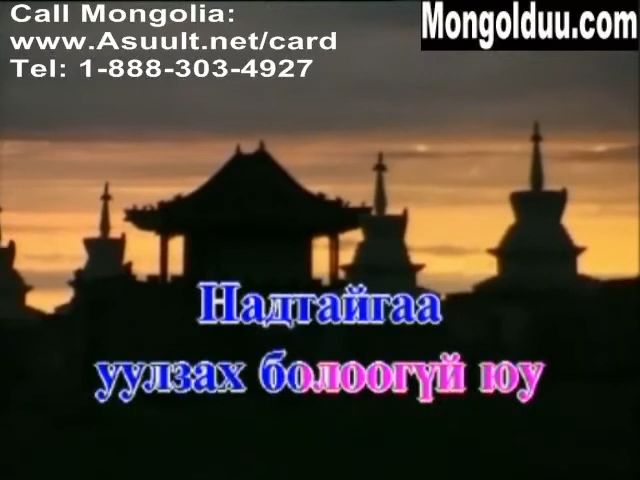 Call Mongolia:
www.Asuult.net/card
Tel: 1-888-303-4927
Mongolduu.com
Надтайгаа
уулзах болоогүй юу